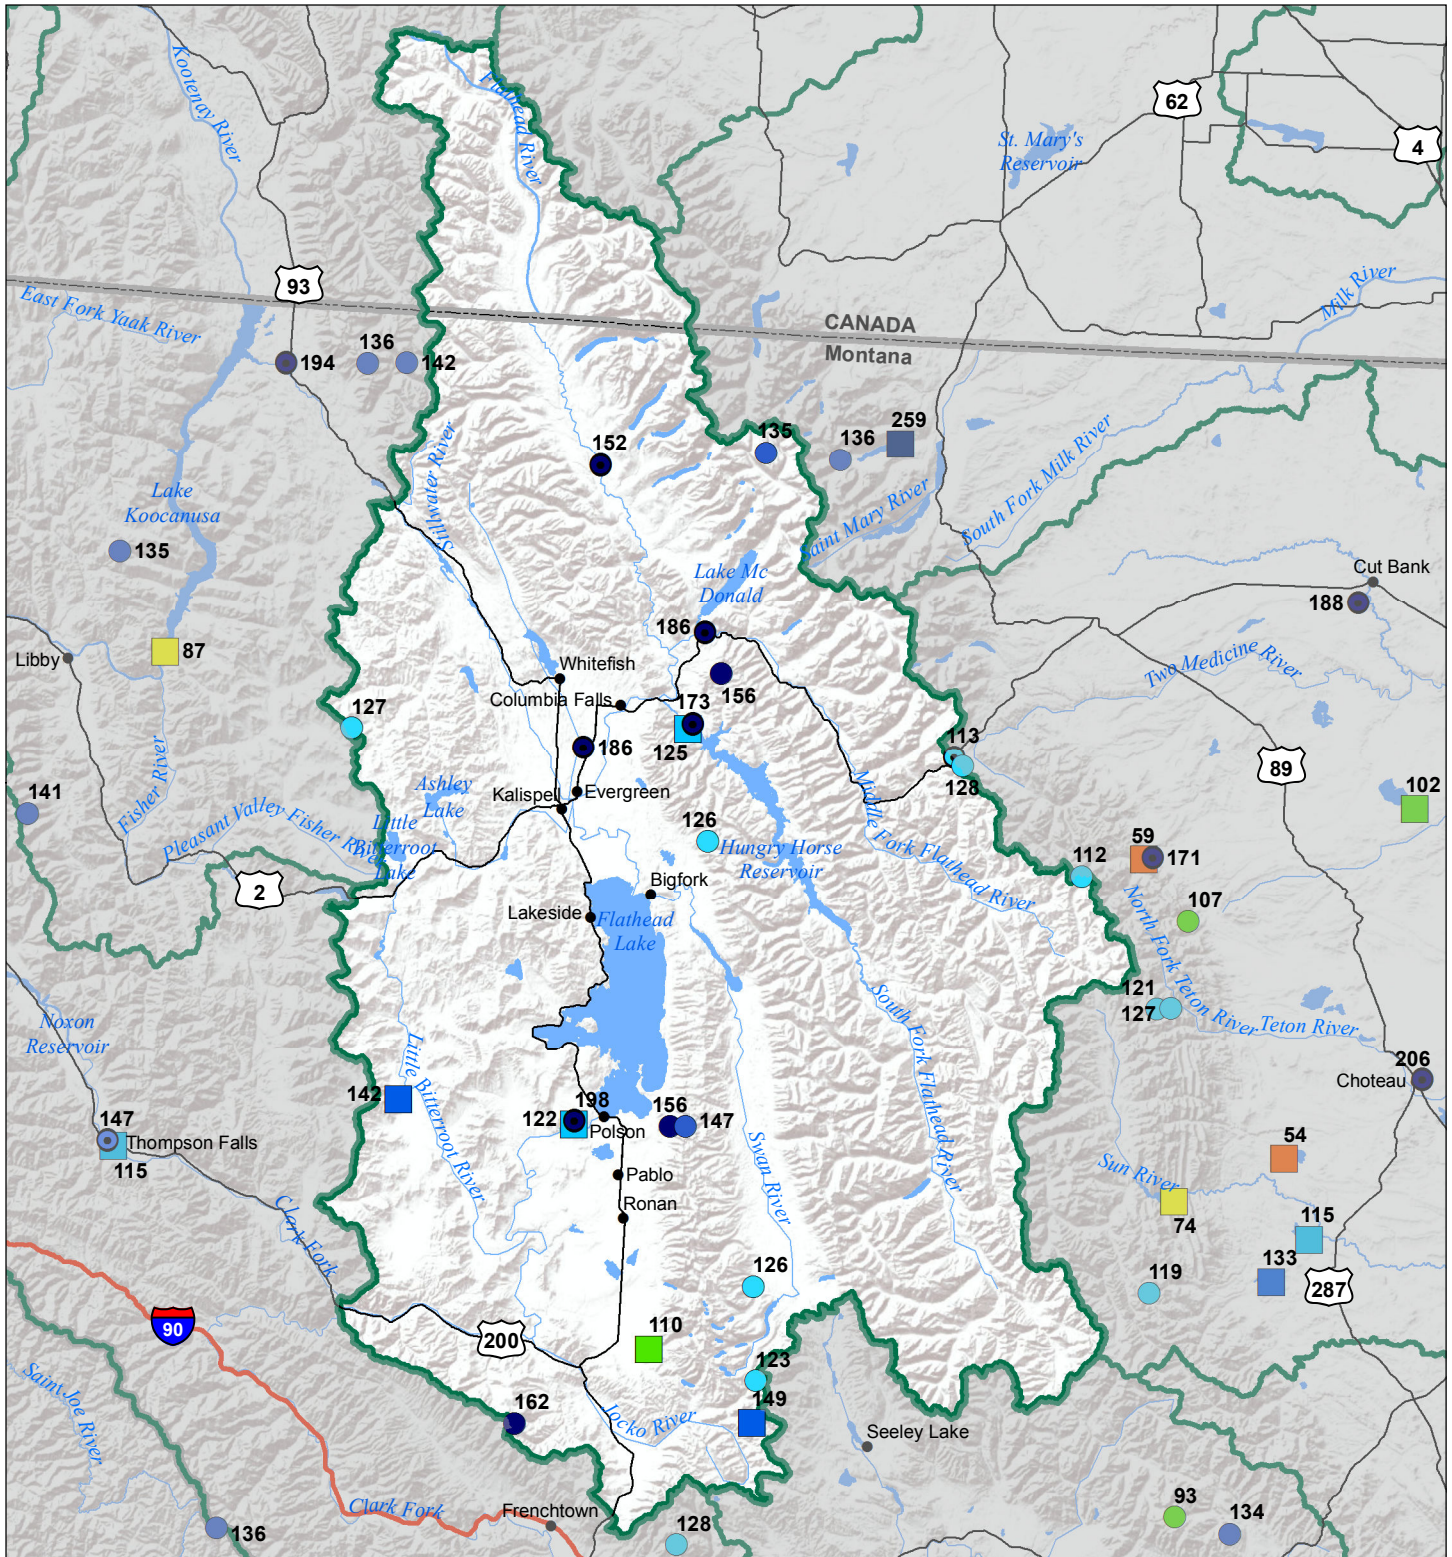 Kootenay River
Flathead River
62
4
St. Mary's
Reservoir
93
East Fork Yaak River
Milk River
CANADA
Montana
194
136
142
152
135
136
259
Stillwater River
Lake
Koocanusa
135
Saint Mary River
South Fork Milk River
Lake Mc
Donald
Cut Bank
188
186
Libby
87
Whitefish
156
Two Medicine River
Columbia Falls
173
127
125
186
113
128
89
Fisher River
Ashley
Lake
Kalispell
Evergreen
102
141
Pleasant Valley Fisher River
Little
Bitterroot
Lake
126
Hungry Horse
Reservoir
Middle Fork Flathead River
59
171
112
2
Bigfork
107
Lakeside
Flathead
Lake
North Fork Teton River
121
127
Teton River
South Fork Flathead River
Noxon
Reservoir
Little Bitterroot River
206
Choteau
142
198
122
Polson
156
147
147
Thompson Falls
115
Swan River
54
Sun River
Pablo
74
Ronan
115
Clark Fork
133
119
287
126
90
200
110
123
Saint Joe River
162
149
Jocko River
Seeley Lake
Clark Fork
Frenchtown
93
134
136
128